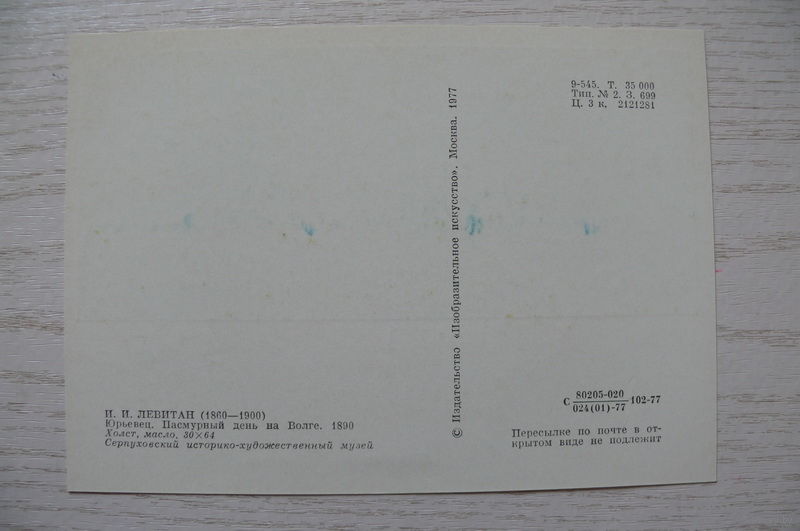 9-545. Т. 35 000
Тип. № 2. З. 699
Ц. 3 к. 2121281
© Издательство «Изобразительное искусство». Москва. 1977
И. И. ЛЕВИТАН (1860—1900)
Юрьевец. Пасмурный день на Волге. 1890
Холст, масло, 30×64
Серпуховский историко-художественный музей
80205-020
С 102-77
024(01)-77
Пересылке по почте в от-
крытом виде не подлежит